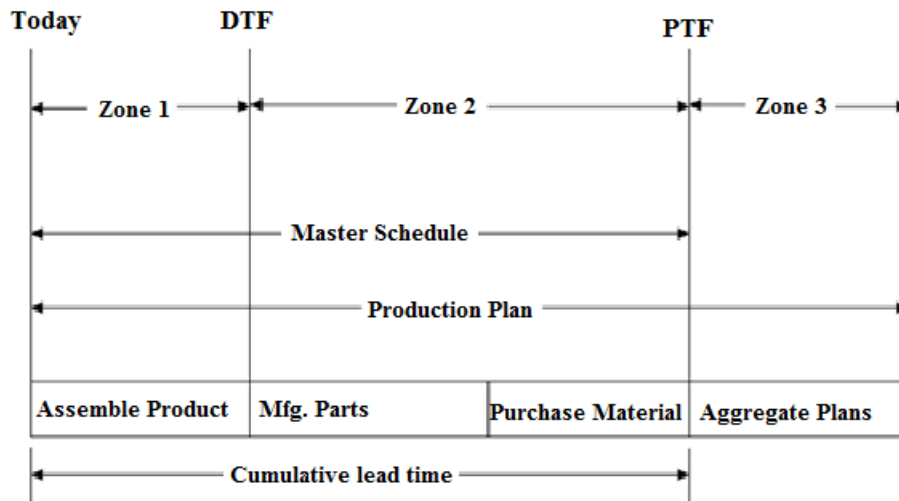 Today DTF PTF
Zone 1 Zone 2 Zone 3
Master Schedule
Production Plan
Assemble Product Mfg. Parts Purchase Material Aggregate Plans
Cumulative lead time